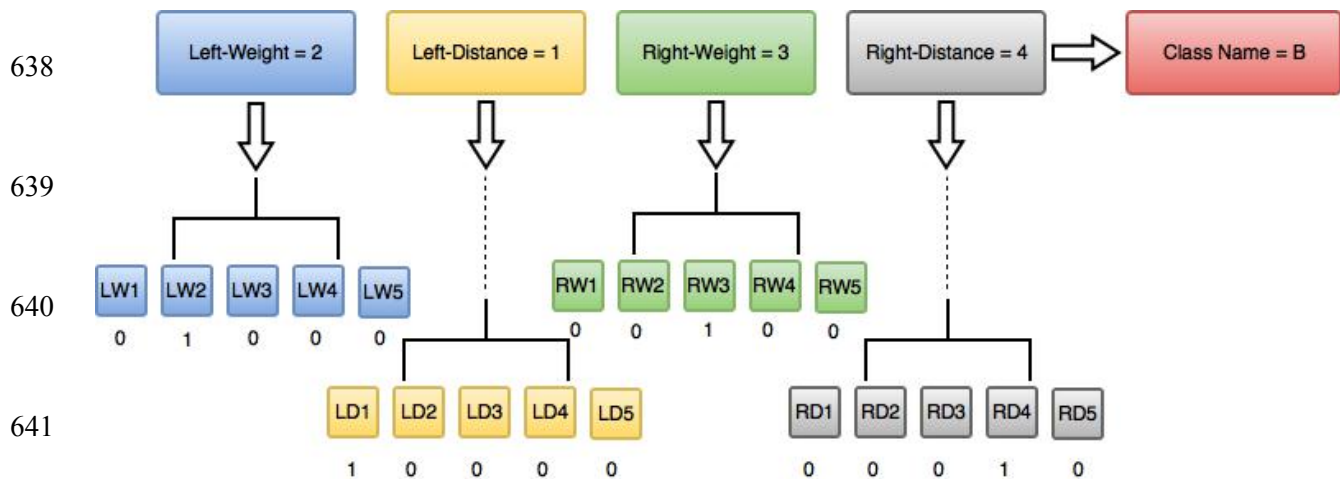 638
Left-Weight = 2 Left-Distance = 1 Right-Weight = 3 Right-Distance = 4 Class Name = B
639
640
LW1 LW2 LW3 LW4 LW5
0 1 0 0 0
RW1 RW2 RW3 RW4 RW5
0 0 1 0 0
641
LD1 LD2 LD3 LD4 LD5
1 0 0 0 0
RD1 RD2 RD3 RD4 RD5
0 0 0 1 0